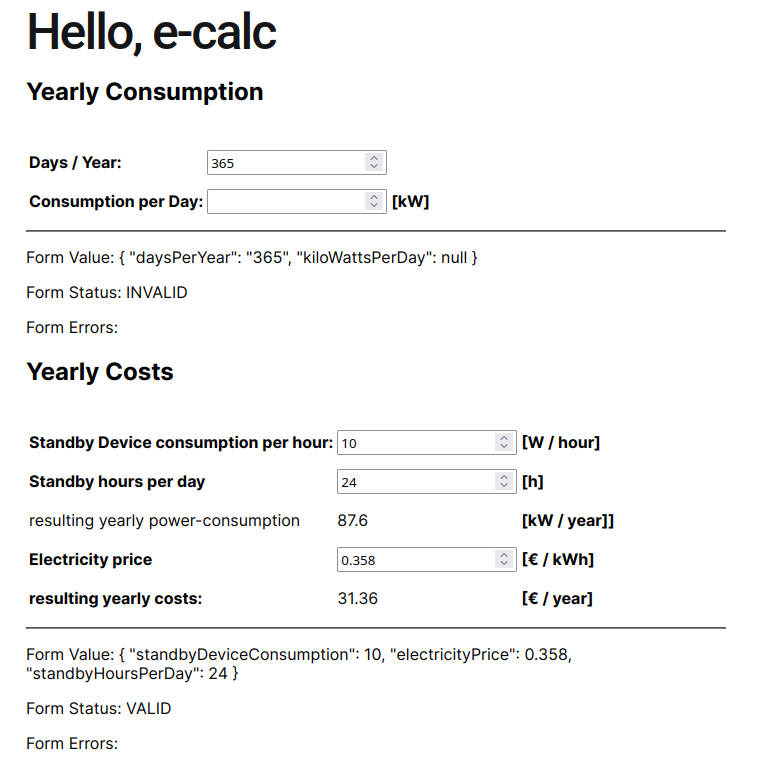 Hello, e-calc
Yearly Consumption
Days / Year: 365
Consumption per Day: [kW]
Form Value: { "daysPerYear": "365", "kiloWattsPerDay": null }
Form Status: INVALID
Form Errors:
Yearly Costs
Standby Device consumption per hour: 10 [W / hour]
Standby hours per day 24 [h]
resulting yearly power-consumption 87.6 [kW / year]]
Electricity price 0.358 [€ / kWh]
resulting yearly costs: 31.36 [€ / year]
Form Value: { "standbyDeviceConsumption": 10, "electricityPrice": 0.358,
"standbyHoursPerDay": 24 }
Form Status: VALID
Form Errors: